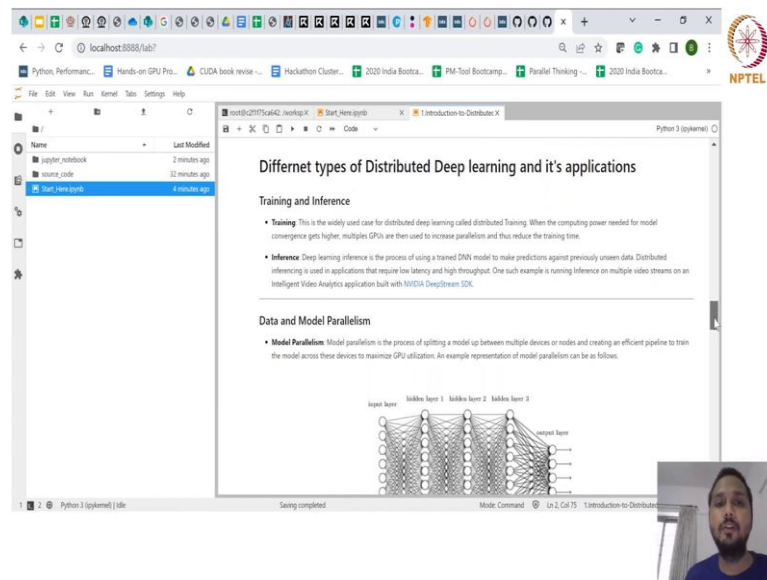 localhost:8888/lab?
NPTEL
Python, Performanc... Hands-on GPU Pro... CUDA book revise -... Hackathon Cluster... 2020 India Bootca... PM-Tool Bootcamp... Parallel Thinking -... 2020 India Bootca... »
File Edit View Run Kernel Tabs Settings Help
root@c2f1f75ca642: /worksp X Start_Here.ipynb X 1.Introduction-to-Distributec X
Code Python 3 (ipykernel)
/
Name Last Modified
jupyter_notebook 2 minutes ago
source_code 32 minutes ago
Start_Here.ipynb 4 minutes ago
Differnet types of Distributed Deep learning and it's applications
Training and Inference
• Training: This is the widely used case for distributed deep learning called distributed Training. When the computing power needed for model
convergence gets higher, multiples GPUs are then used to increase parallelism and thus reduce the training time.
• Inference: Deep learning inference is the process of using a trained DNN model to make predictions against previously unseen data. Distributed
inferencing is used in applications that require low latency and high throughput. One such example is running Inference on multiple video streams on an
Intelligent Video Analytics application built with NVIDIA DeepStream SDK.
Data and Model Parallelism
• Model Parallelism: Model parallelism is the process of splitting a model up between multiple devices or nodes and creating an efficient pipeline to train
the model across these devices to maximize GPU utilization. An example representation of model parallelism can be as follows.
hidden layer 1 hidden layer 2 hidden layer 3
input layer
output layer
1 2 Python 3 (ipykernel) | Idle Saving completed Mode: Command Ln 2, Col 75 1.Introduction-to-Distributed